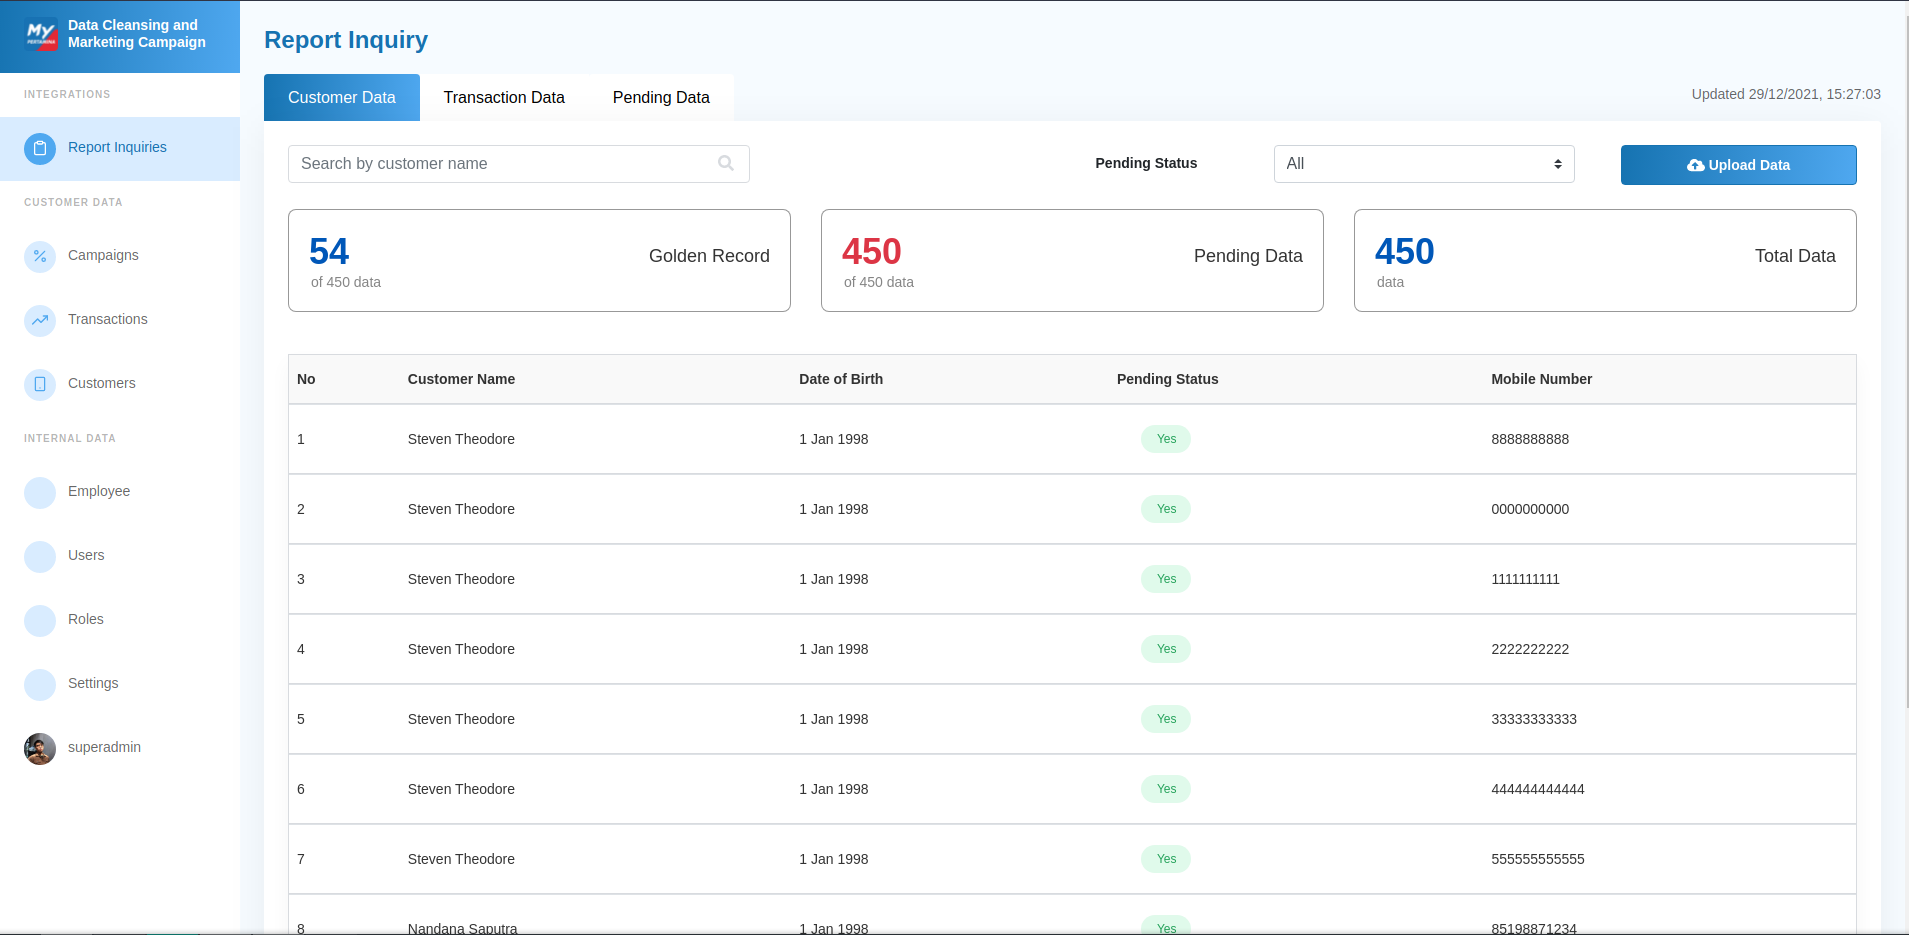 My
PERTAMINA
Data Cleansing and
Marketing Campaign
INTEGRATIONS
Report Inquiries
CUSTOMER DATA
Campaigns
Transactions
Customers
INTERNAL DATA
Employee
Users
Roles
Settings
superadmin
Report Inquiry
Customer Data Transaction Data Pending Data
Updated 29/12/2021, 15:27:03
Search by customer name Pending Status All Upload Data
54 Golden Record
of 450 data
450 Pending Data
of 450 data
450 Total Data
data
No Customer Name Date of Birth Pending Status Mobile Number
1 Steven Theodore 1 Jan 1998 Yes 8888888888
2 Steven Theodore 1 Jan 1998 Yes 0000000000
3 Steven Theodore 1 Jan 1998 Yes 1111111111
4 Steven Theodore 1 Jan 1998 Yes 2222222222
5 Steven Theodore 1 Jan 1998 Yes 33333333333
6 Steven Theodore 1 Jan 1998 Yes 444444444444
7 Steven Theodore 1 Jan 1998 Yes 555555555555
8 Nandana Saputra 1 Jan 1998 Yes 85198871234